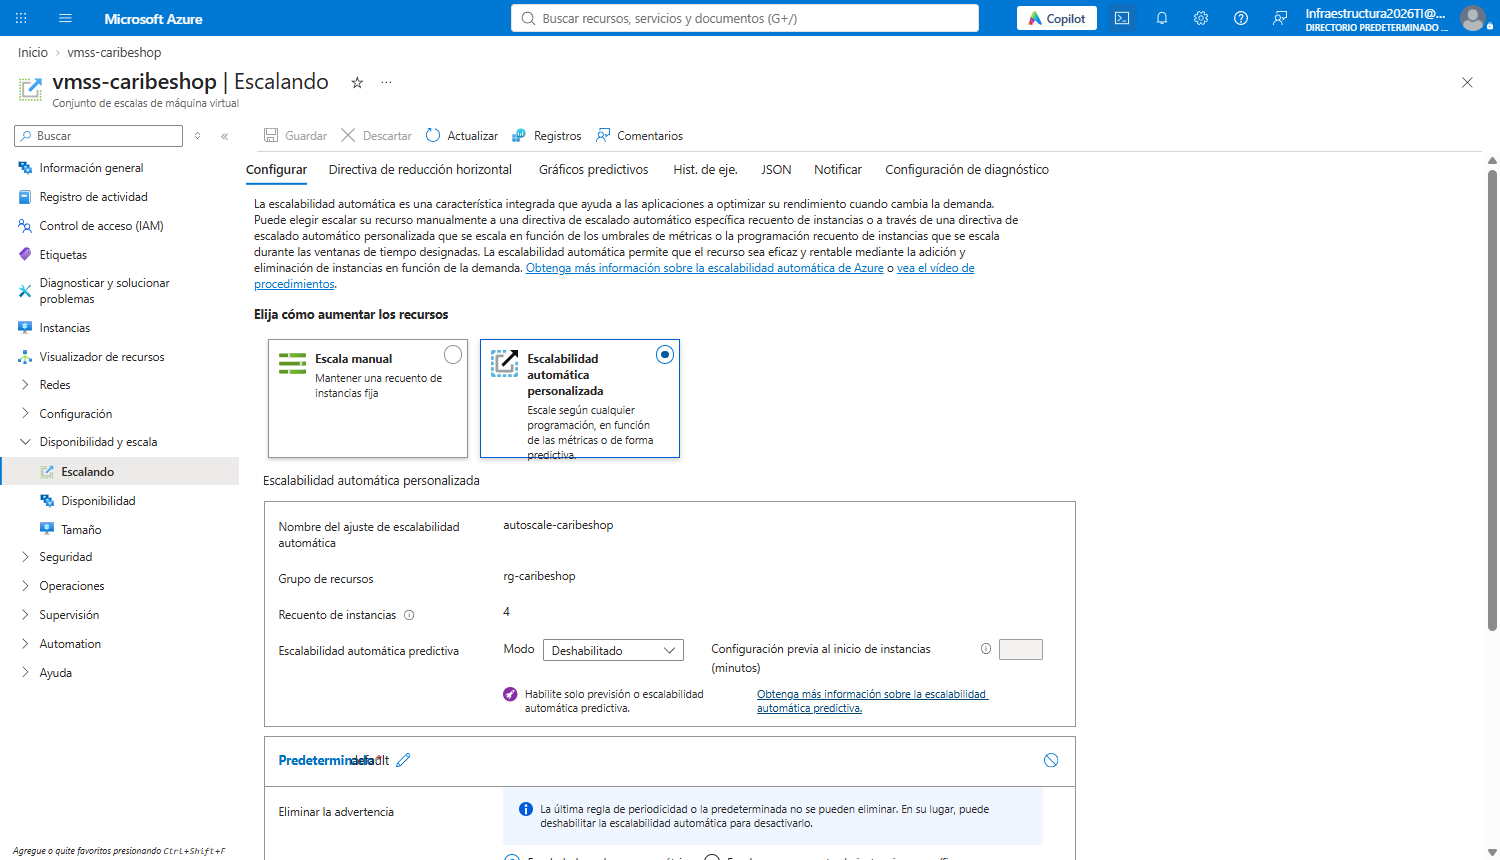 Microsoft Azure
Buscar recursos, servicios y documentos (G+/)
Copilot
Infraestructura2026TI@...
DIRECTORIO PREDETERMINADO ...
Inicio > vmss-caribeshop
vmss-caribeshop | Escalando
Conjunto de escalas de máquina virtual
Buscar
Guardar
Descartar
Actualizar
Registros
Comentarios
Información general
Registro de actividad
Control de acceso (IAM)
Etiquetas
Diagnosticar y solucionar
problemas
Instancias
Visualizador de recursos
Redes
Configuración
Disponibilidad y escala
Escalando
Disponibilidad
Tamaño
Seguridad
Operaciones
Supervisión
Automation
Ayuda
Agregue o quite favoritos presionando Ctrl+Shift+F
Configurar
Directiva de reducción horizontal
Gráficos predictivos
Hist. de eje.
JSON
Notificar
Configuración de diagnóstico
La escalabilidad automática es una característica integrada que ayuda a las aplicaciones a optimizar su rendimiento cuando cambia la demanda.
Puede elegir escalar su recurso manualmente a una directiva de escalado automático específica recuento de instancias o a través de una directiva de
escalado automático personalizada que se escala en función de los umbrales de métricas o la programación recuento de instancias que se escala
durante las ventanas de tiempo designadas. La escalabilidad automática permite que el recurso sea eficaz y rentable mediante la adición y
eliminación de instancias en función de la demanda. Obtenga más información sobre la escalabilidad automática de Azure o vea el vídeo de
procedimientos.
Elija cómo aumentar los recursos
Escala manual
Mantener una recuento de
instancias fija
Escalabilidad
automática
personalizada
Escale según cualquier
programación, en función
de las métricas o de forma
predictiva.
Escalabilidad automática personalizada
Nombre del ajuste de escalabilidad
automática
autoscale-caribeshop
Grupo de recursos
rg-caribeshop
Recuento de instancias
4
Escalabilidad automática predictiva
Modo
Deshabilitado
Configuración previa al inicio de instancias
(minutos)
Habilite solo previsión o escalabilidad
automática predictiva.
Obtenga más información sobre la escalabilidad
automática predictiva.
default
Eliminar la advertencia
La última regla de periodicidad o la predeterminada no se pueden eliminar. En su lugar, puede
deshabilitar la escalabilidad automática para desactivarlo.